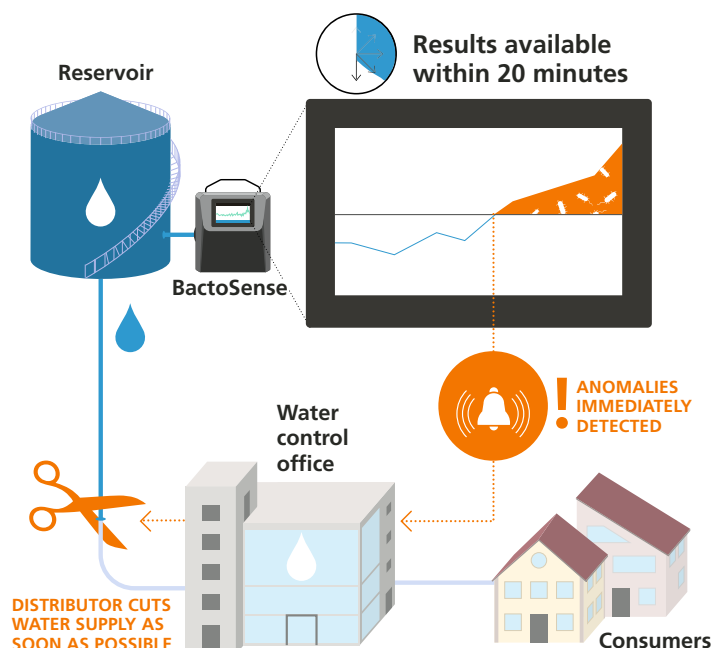 Results available
within 20 minutes
Reservoir
BactoSense
ANOMALIES
IMMEDIATELY
DETECTED
Water
control
office
DISTRIBUTOR CUTS
WATER SUPPLY AS
SOON AS POSSIBLE
Consumers